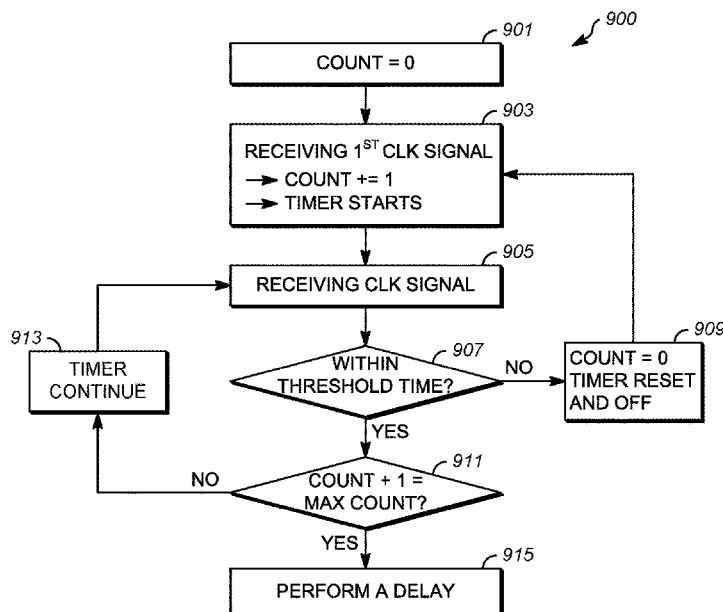 900
901
COUNT = 0
903
RECEIVING 1ST CLK SIGNAL
→ COUNT += 1
→ TIMER STARTS
905
RECEIVING CLK SIGNAL
907
WITHIN
THRESHOLD TIME?
NO
909
COUNT = 0
TIMER RESET
AND OFF
YES
911
COUNT + 1 =
MAX COUNT?
NO
913
TIMER
CONTINUE
YES
915
PERFORM A DELAY